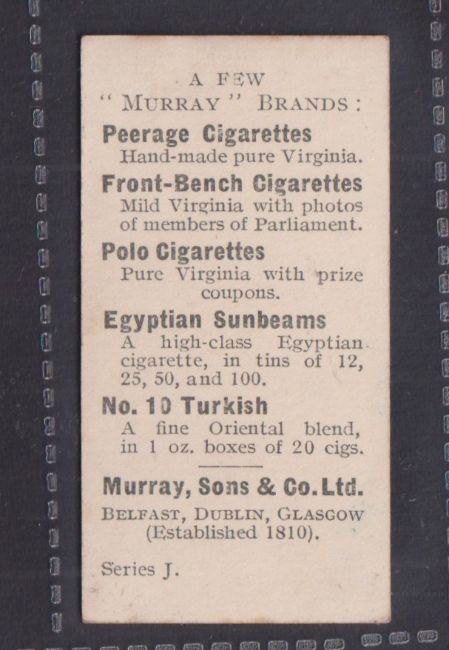 A FEW
"MURRAY" BRANDS:
Peerage Cigarettes
Hand-made pure Virginia.
Front-Bench Cigarettes
Mild Virginia with photos
of members of Parliament.
Polo Cigarettes
Pure Virginia with prize
coupons.
Egyptian Sunbeams
A high-class Egyptian
cigarette, in tins of 12,
25, 50, and 100.
No. 10 Turkish
A fine Oriental blend,
in 1 oz. boxes of 20 cigs.
Murray, Sons & Co. Ltd.
BELFAST, DUBLIN, GLASGOW
(Established 1810).
Series J.